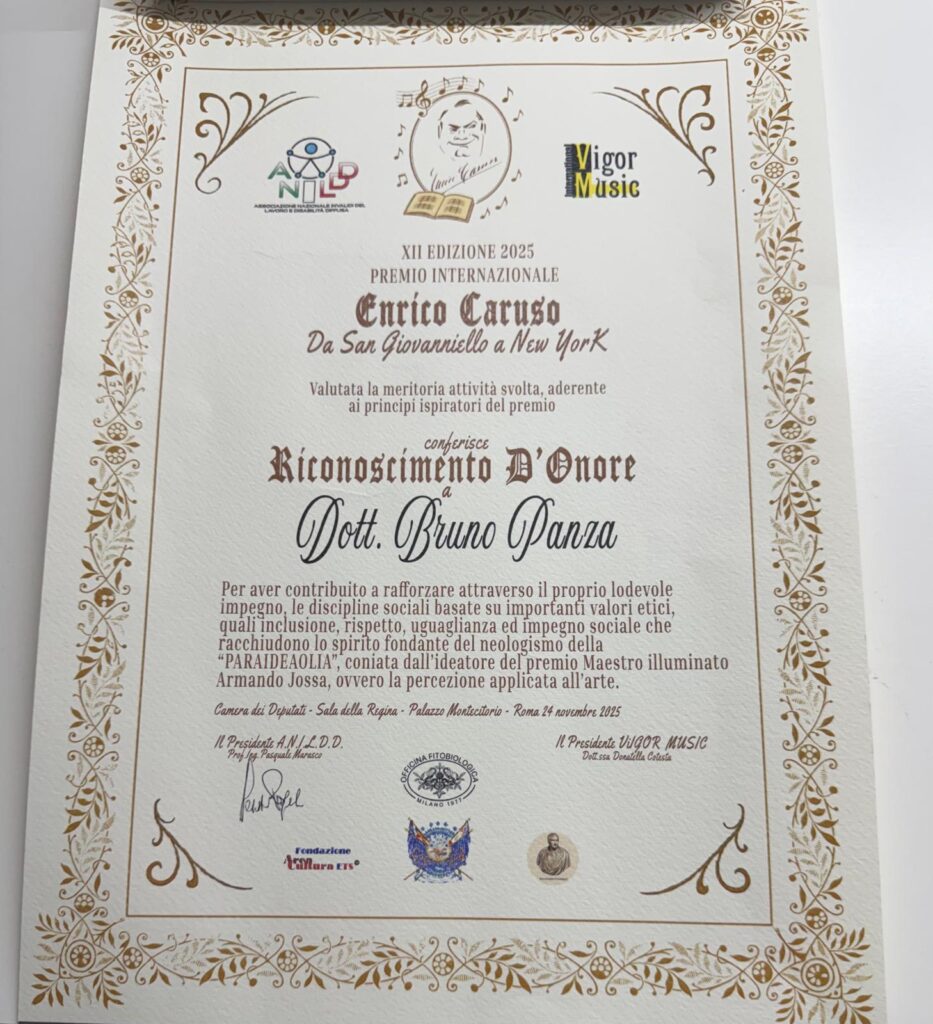 A.N.I.L.D.D.
ASSOCIAZIONE NAZIONALE INVALIDI DEL
LAVORO E DISABILITÀ DIFFUSA
Enrico Caruso
International
Vigor
Music
XII EDIZIONE 2025
PREMIO INTERNAZIONALE
Enrico Caruso
Da San Giovanniello a New YorK
Valutata la meritoria attività svolta, aderente
ai principi ispiratori del premio
conferisce
Riconoscimento D'Onore
a
Dott. Bruno Panza
Per aver contribuito a rafforzare attraverso il proprio lodevole
impegno, le discipline sociali basate su importanti valori etici,
quali inclusione, rispetto, uguaglianza ed impegno sociale che
racchiudono lo spirito fondante del neologismo della
“PARAIDEAOLIA”, coniata dall'ideatore del premio Maestro illuminato
Armando Jossa, ovvero la percezione applicata all'arte.
Camera dei Deputati - Sala della Regina - Palazzo Montecitorio - Roma 24 novembre 2025
Il Presidente A.N.I.L.D.D.
Prof. Ing. Pasquale Marasco
Il Presidente ViIGOR MUSIC
Dott.ssa Donatella Colesta
OFFICINA FITOBIOLOGICA
MILANO 1977
Fondazione
Aron
Cultura ETS